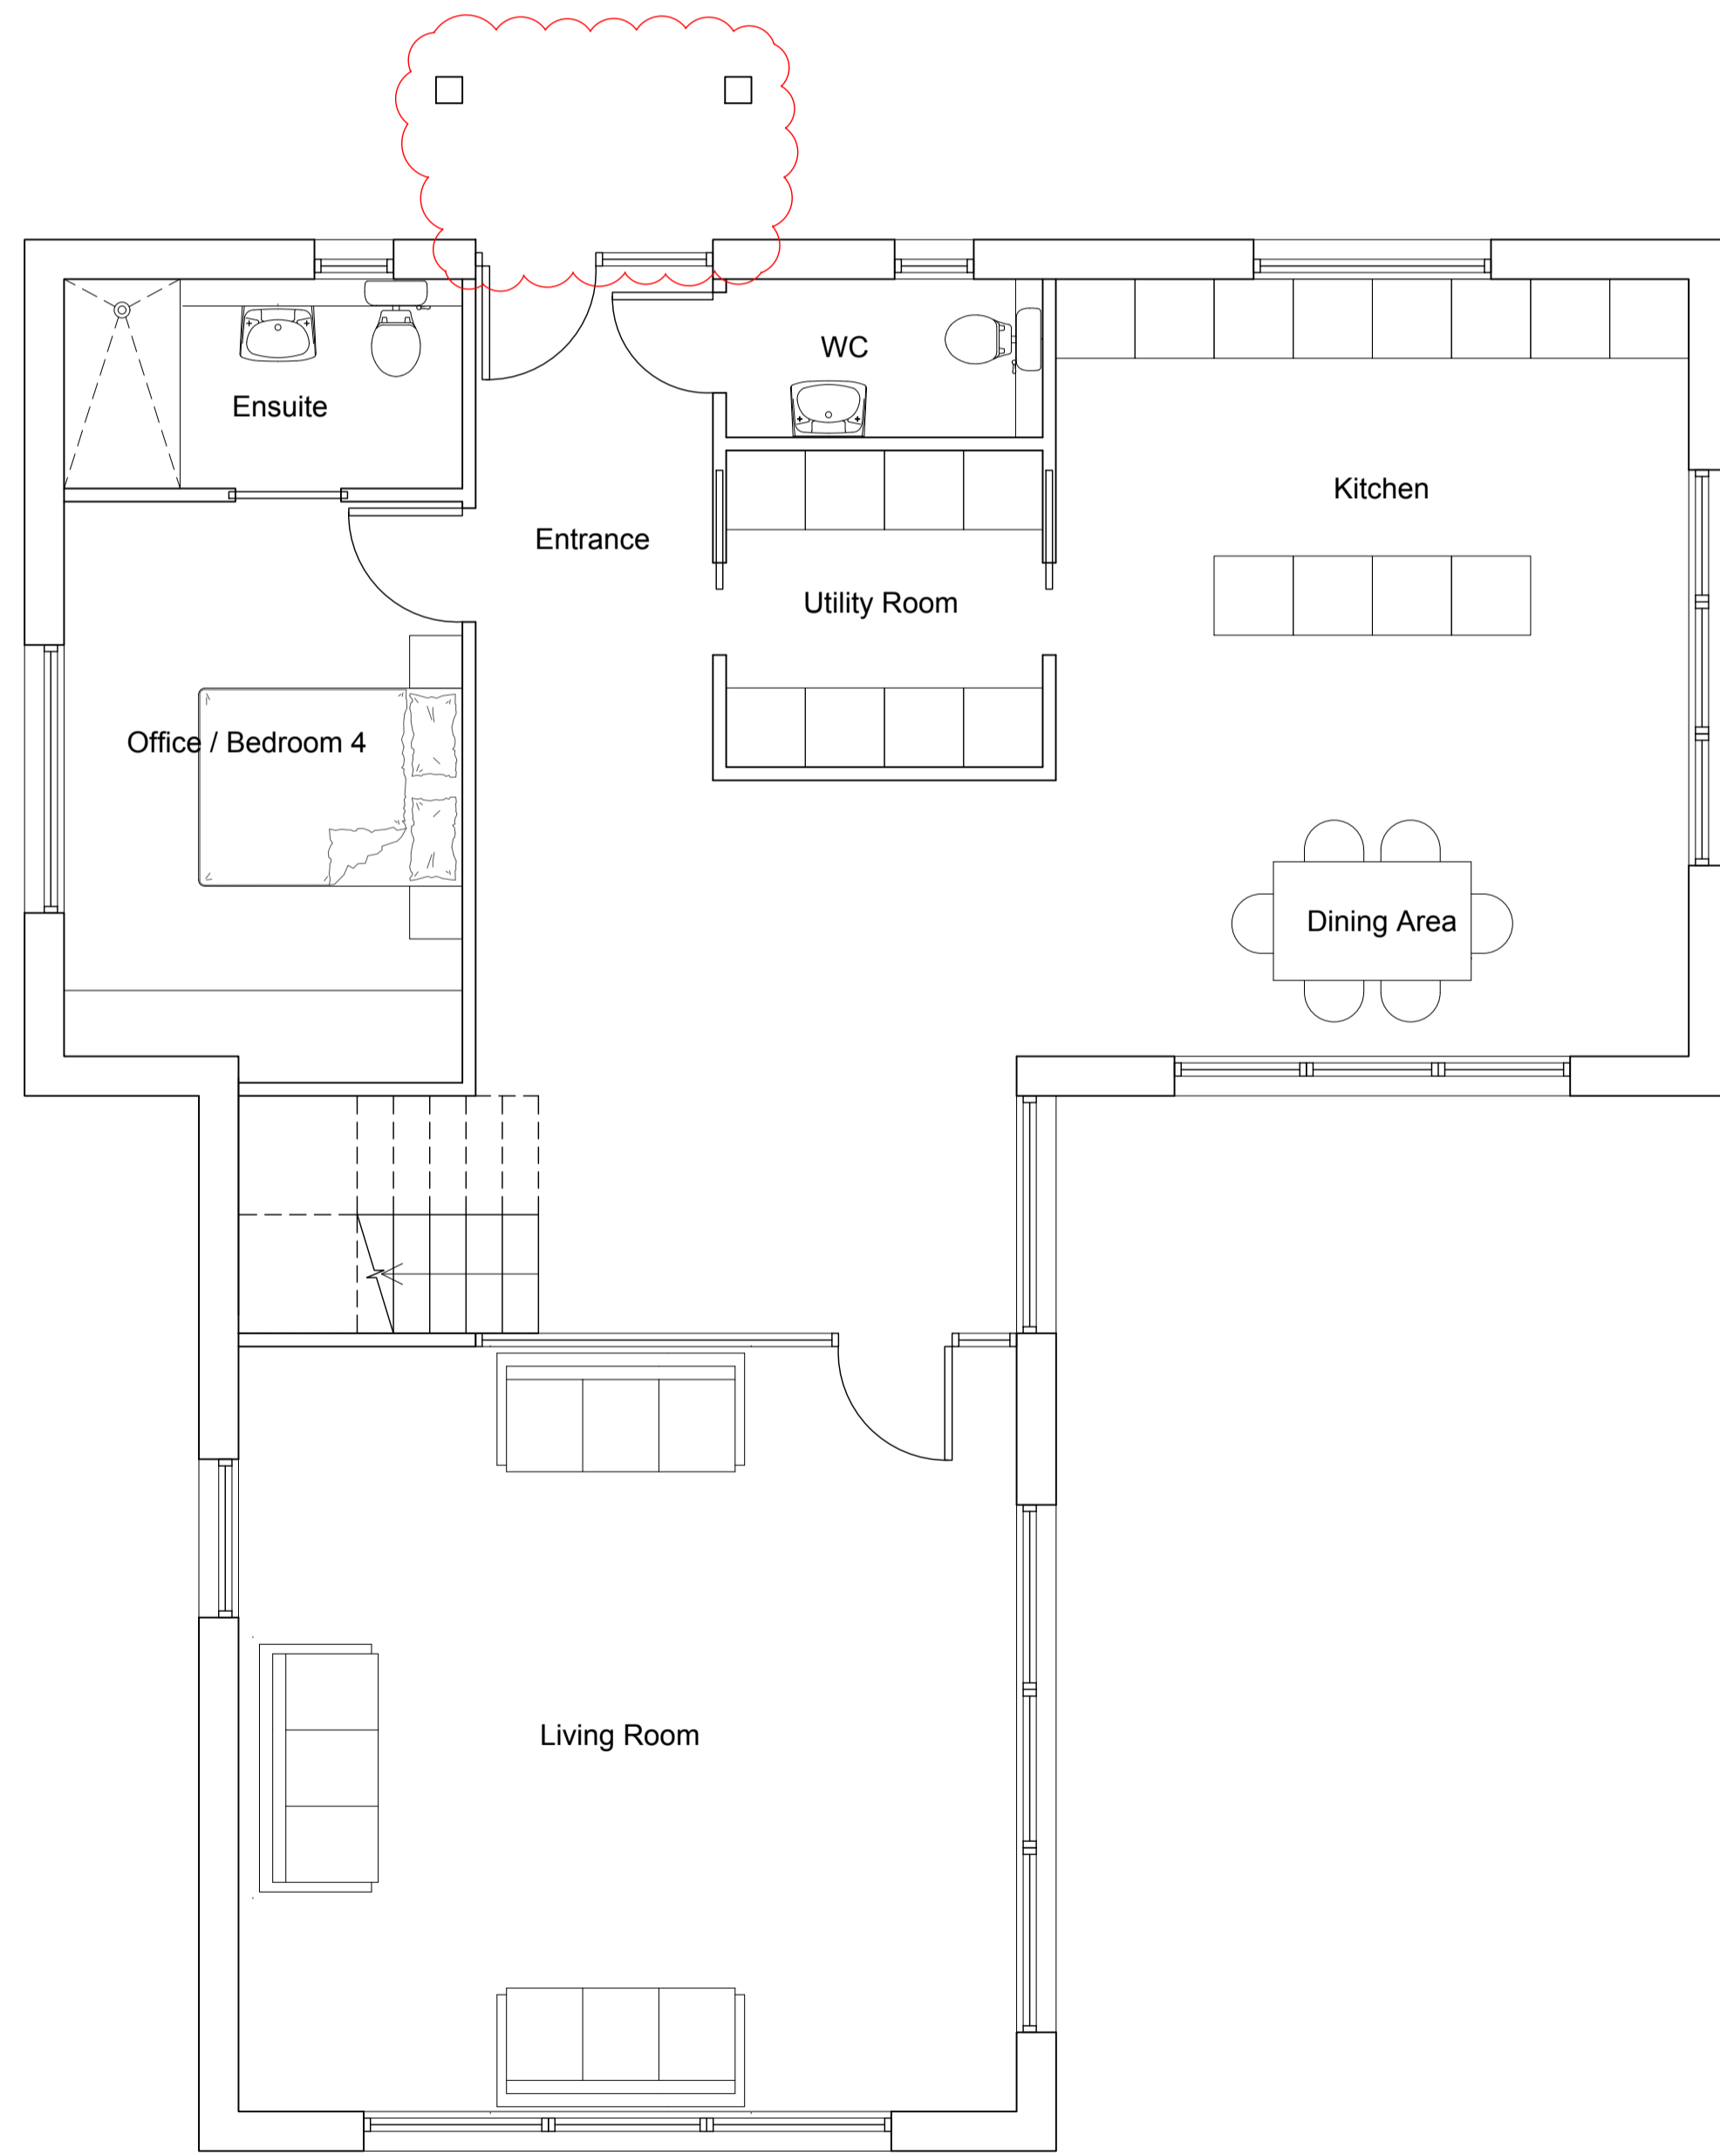 WC
Ensuite
Kitchen
Entrance
Utility Room
Office / Bedroom 4
Dining Area
Living Room